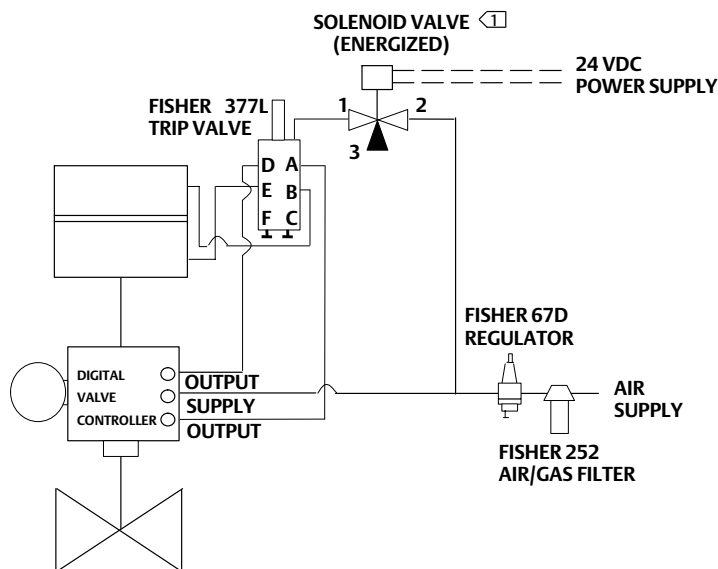 SOLENOID VALVE 1
(ENERGIZED)
24 VDC
POWER SUPPLY
FISHER 377L
TRIP VALVE
1
2
3
D A
E B
F C
FISHER 67D
REGULATOR
DIGITAL
VALVE
CONTROLLER
OUTPUT
SUPPLY
OUTPUT
AIR
SUPPLY
FISHER 252
AIR/GAS FILTER